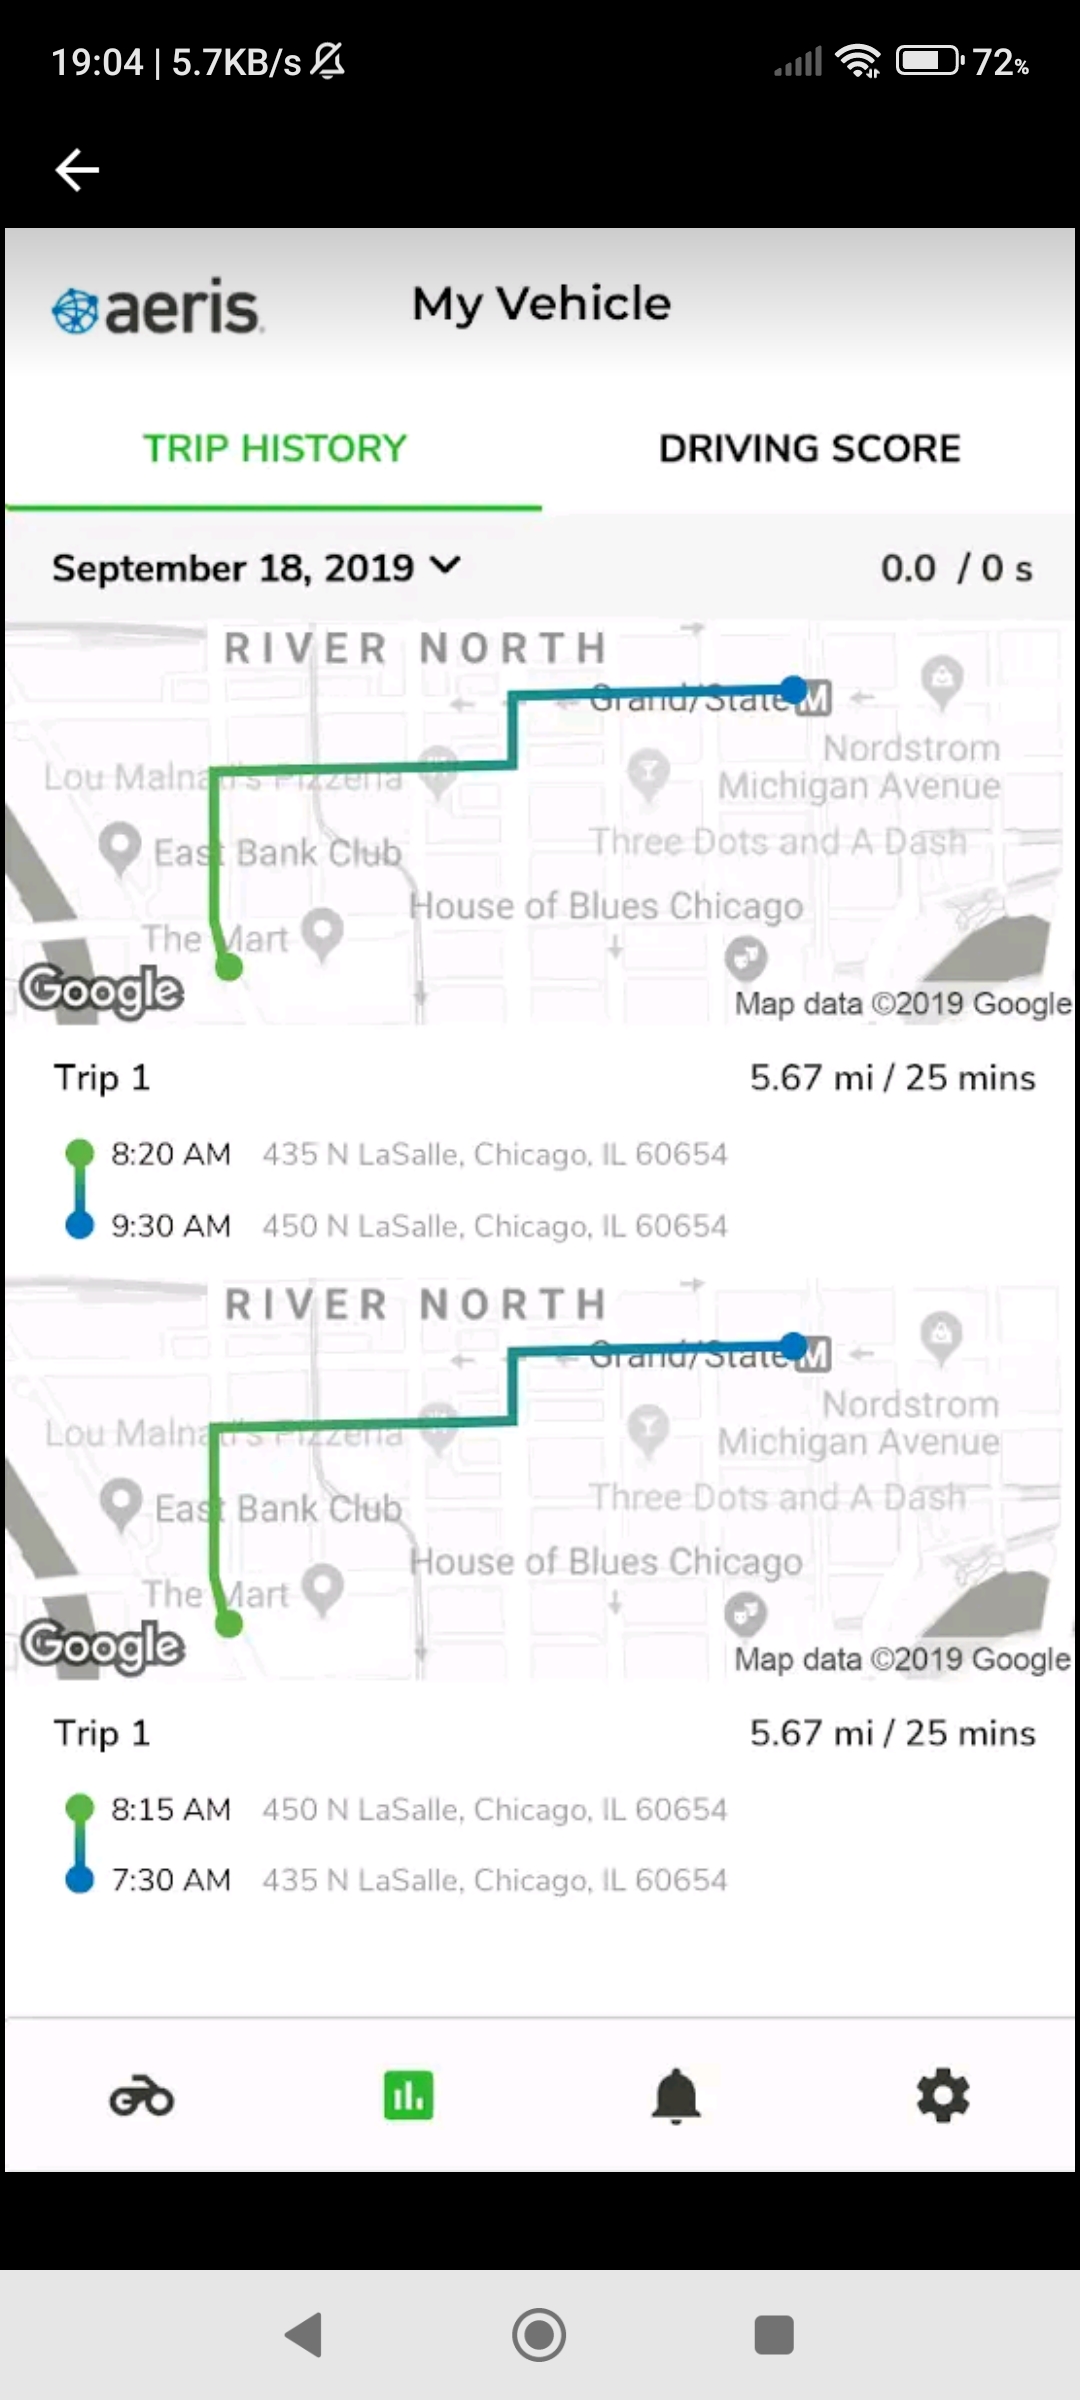 19:04 | 5.7KB/s
72%
aeris
My Vehicle
TRIP HISTORY
DRIVING SCORE
September 18, 2019
0.0 / 0 s
RIVER NORTH
Grand/State
M
Nordstrom
Michigan Avenue
Lou Malnati's Pizzeria
Three Dots and A Dash
East Bank Club
House of Blues Chicago
The Mart
Google
Map data ©2019 Google
Trip 1
5.67 mi / 25 mins
8:20 AM 435 N LaSalle, Chicago, IL 60654
9:30 AM 450 N LaSalle, Chicago, IL 60654
RIVER NORTH
Grand/State
M
Nordstrom
Michigan Avenue
Lou Malnati's Pizzeria
Three Dots and A Dash
East Bank Club
House of Blues Chicago
The Mart
Google
Map data ©2019 Google
Trip 1
5.67 mi / 25 mins
8:15 AM 450 N LaSalle, Chicago, IL 60654
7:30 AM 435 N LaSalle, Chicago, IL 60654